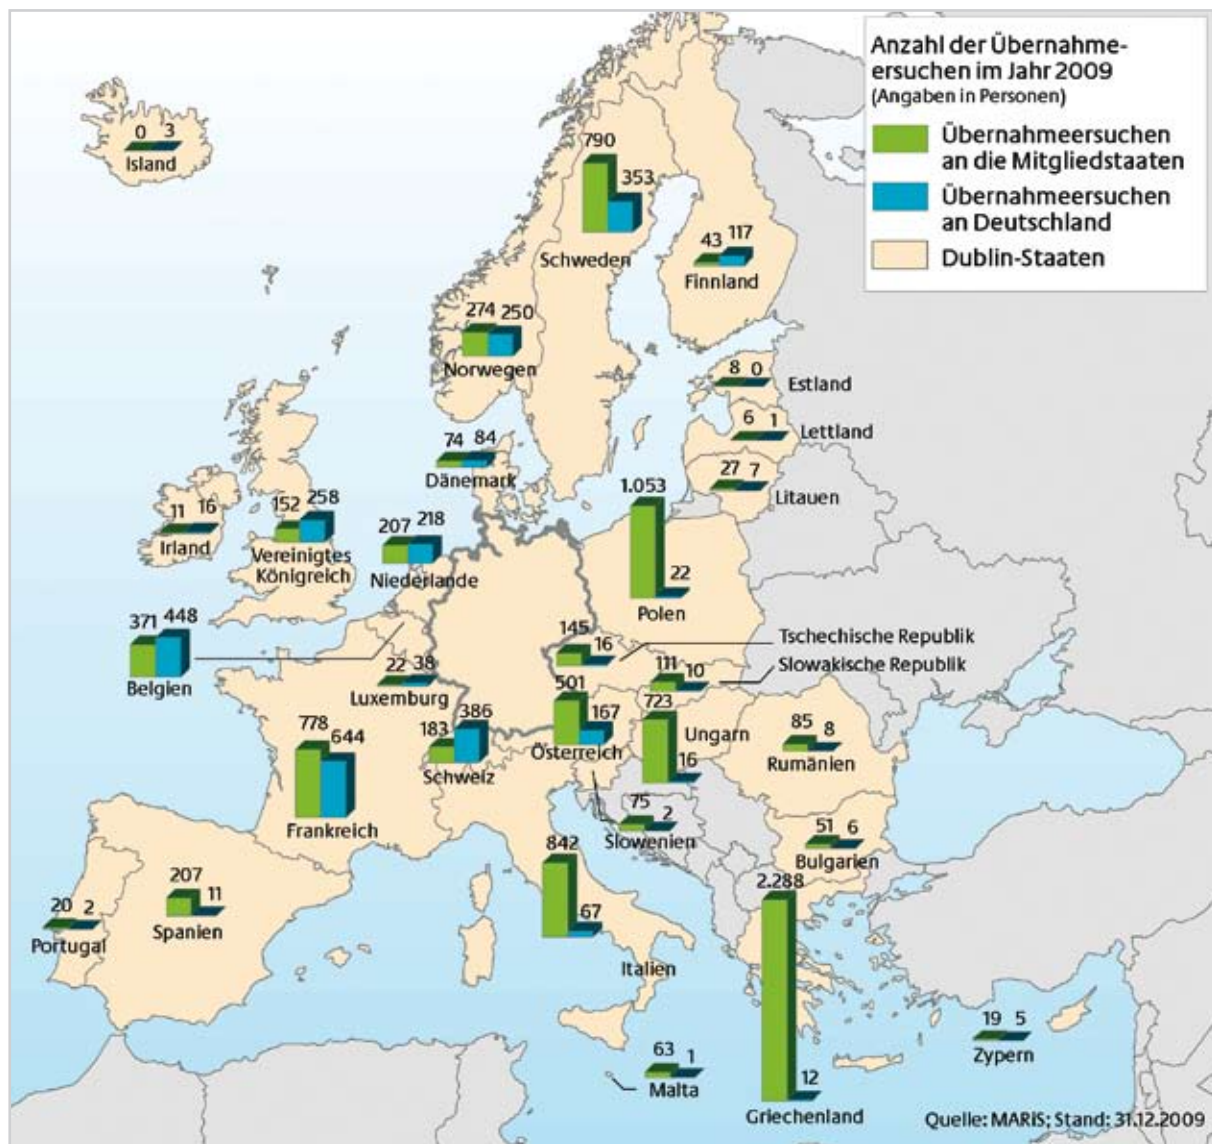 Anzahl der Übernahme-
ersuchen im Jahr 2009
(Angaben in Personen)
Übernahmeersuchen
an die Mitgliedstaaten
Übernahmeersuchen
an Deutschland
Dublin-Staaten
0 3
Island
790
353
Schweden
43 117
Finnland
274 250
Norwegen
8 0
Estland
6 1
Lettland
27 7
Litauen
74 84
Dänemark
11 16
Irland
152 258
Vereinigtes
Königreich
207 218
Niederlande
1.053
22
Polen
371 448
Belgien
145 16
Tschechische Republik
111 10
Slowakische Republik
22 38
Luxemburg
778
644
Frankreich
183 386
Schweiz
501
167
Österreich
723
16
Ungarn
85 8
Rumänien
75 2
Slowenien
51 6
Bulgarien
20 2
Portugal
207
11
Spanien
842
67
Italien
2.288
12
Griechenland
63 1
Malta
19 5
Zypern
Quelle: MARiS; Stand: 31.12.2009